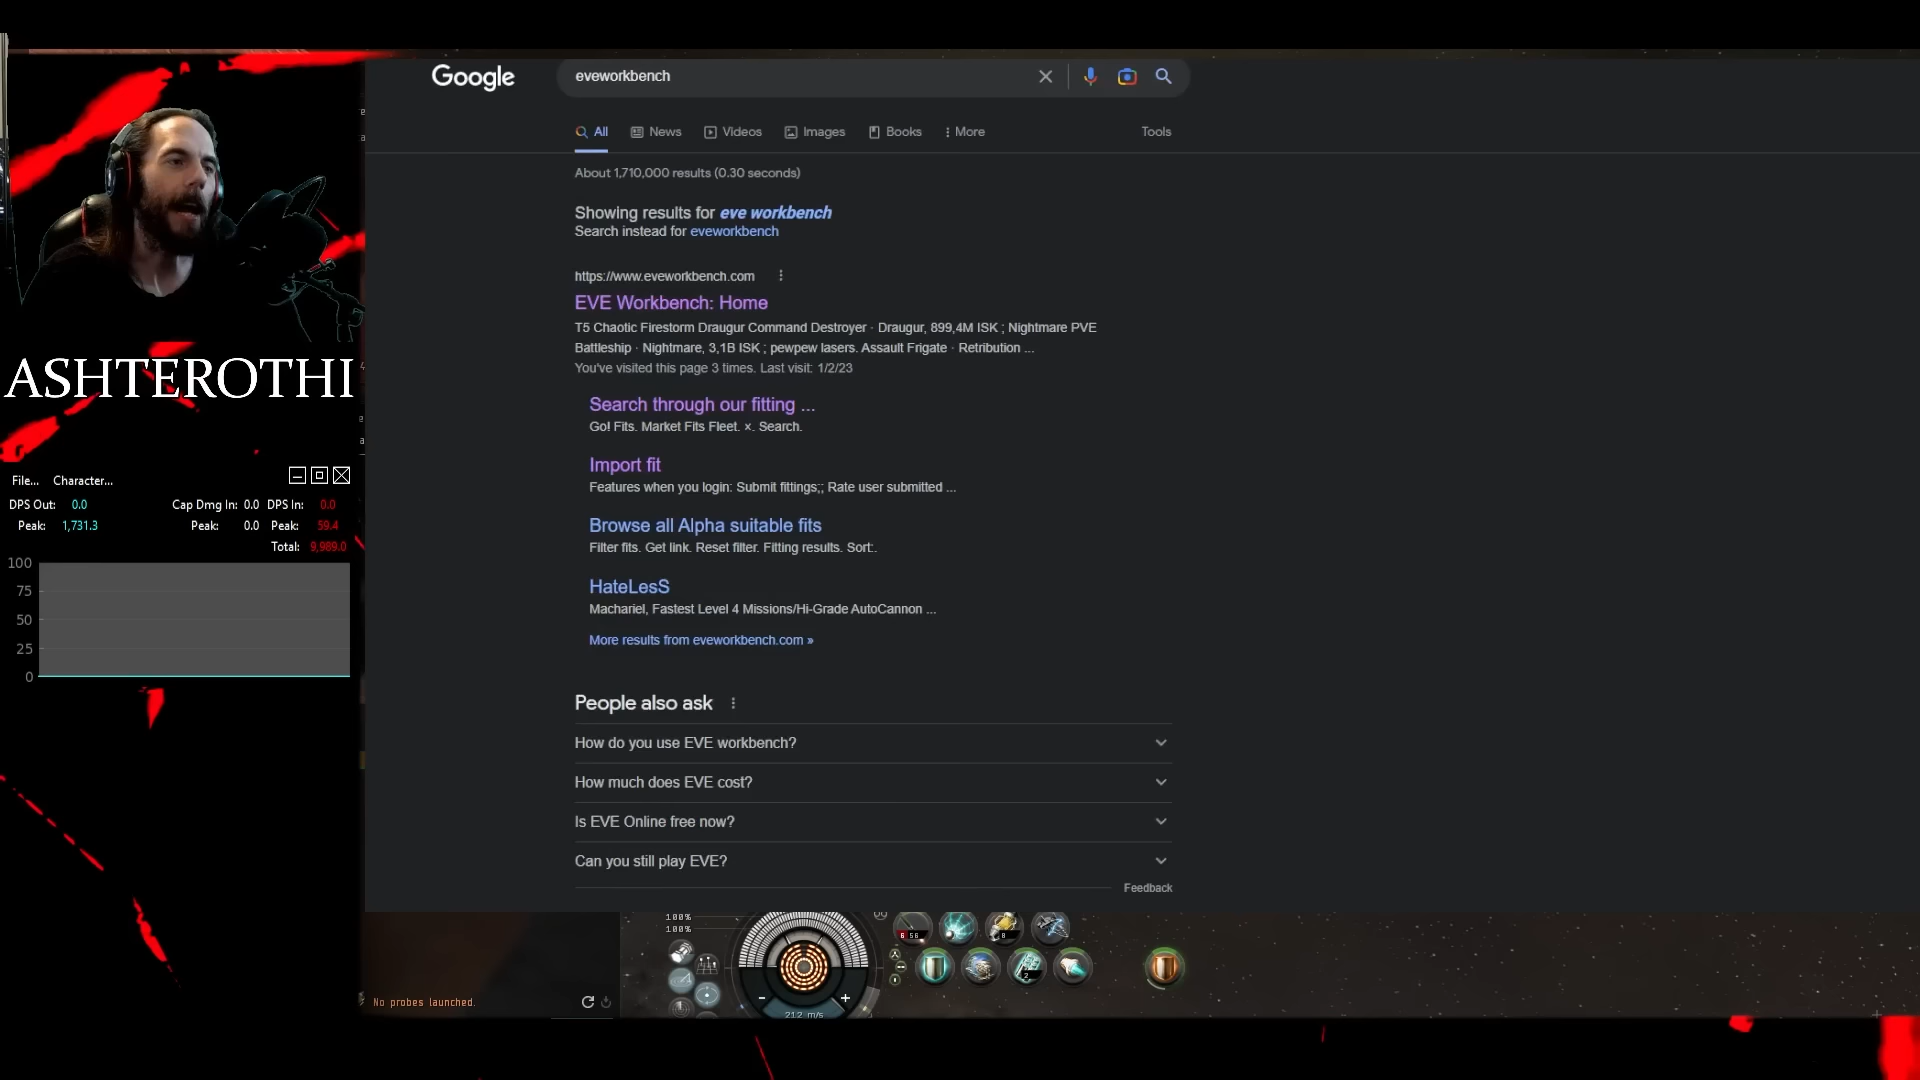 Google
eveworkbench
All
News
Videos
Images
Books
More
Tools
About 1,710,000 results (0.30 seconds)
Showing results for eve workbench
Search instead for eveworkbench
https://www.eveworkbench.com
EVE Workbench: Home
T5 Chaotic Firestorm Draugur Command Destroyer · Draugur, 899,4M ISK ; Nightmare PVE
Battleship · Nightmare, 3,1B ISK ; pewpew lasers. Assault Frigate · Retribution ...
You've visited this page 3 times. Last visit: 1/2/23
Search through our fitting ...
Go! Fits. Market Fits Fleet. ×. Search.
Import fit
Features when you login: Submit fittings;; Rate user submitted ...
Browse all Alpha suitable fits
Filter fits. Get link. Reset filter. Fitting results. Sort:.
HateLesS
Machariel, Fastest Level 4 Missions/Hi-Grade AutoCannon ...
More results from eveworkbench.com »
People also ask
How do you use EVE workbench?
How much does EVE cost?
Is EVE Online free now?
Can you still play EVE?
Feedback
ASHTEROTHI
File... Character...
DPS Out: 0.0 Cap Dmg In: 0.0 DPS In: 0.0
Peak: 1,731.3 Peak: 0.0 Peak: 59.4
Total: 9,989.0
100
75
50
25
0
No probes launched.
100%
100%
- +
212 m/s
8
2